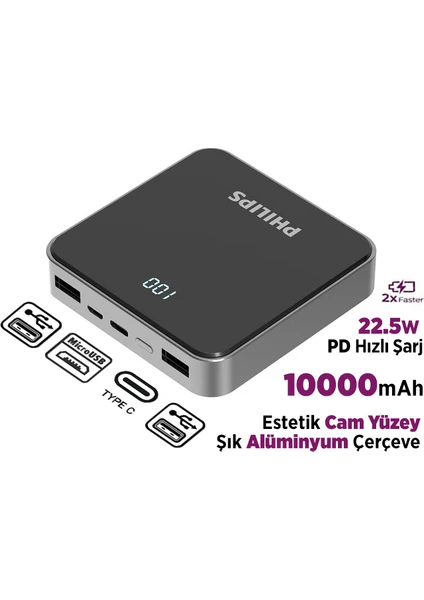 PHILIPS
100
2X Faster
22.5W
PD Hızlı Şarj
10000mAh
Estetik Cam Yüzey
Şık Alüminyum Çerçeve
MicroUSB
TYPE C